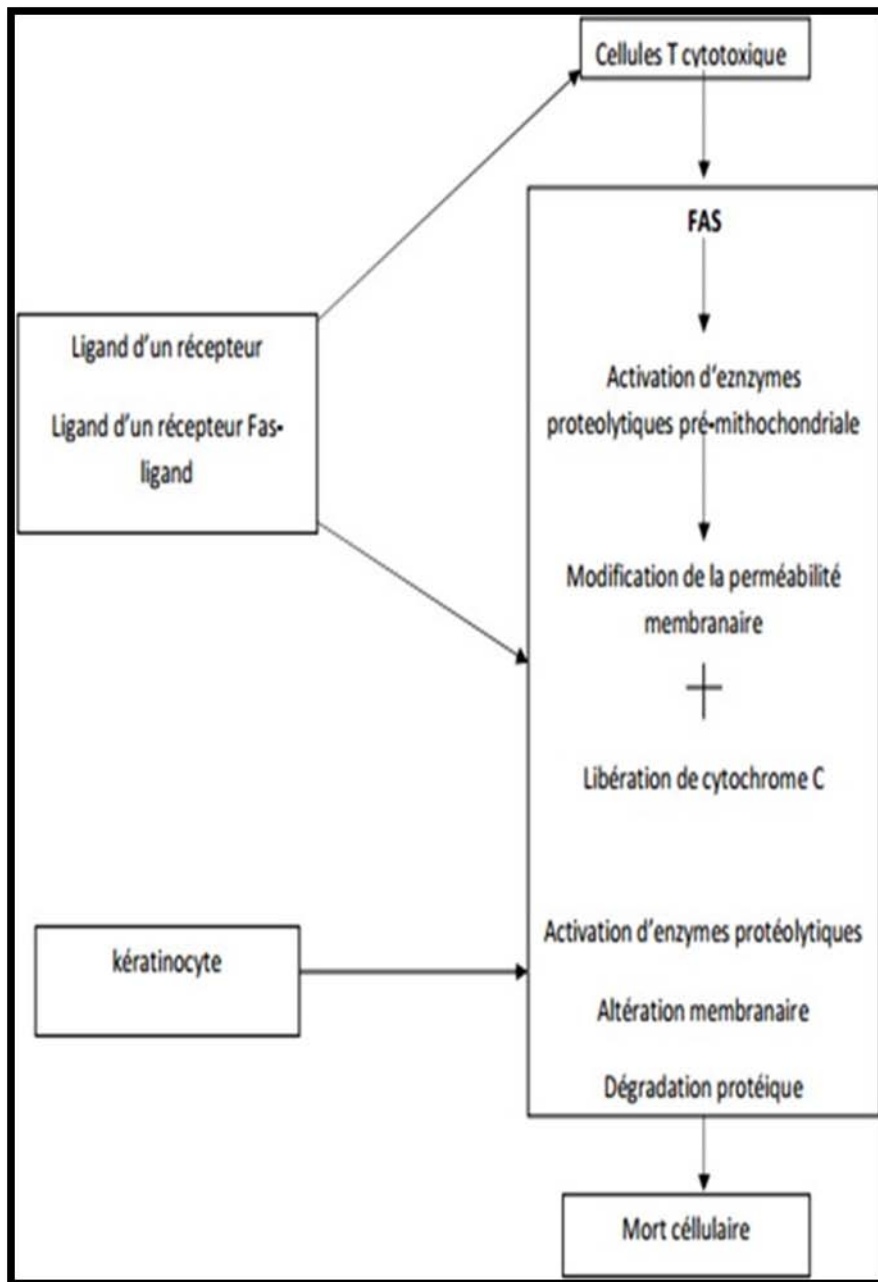 Cellules T cytotoxique
FAS
Ligand d'un récepteur
Ligand d'un récepteur Fas-
ligand
Activation d'eznzymes
proteolytiques pré-mithochondriale
Modification de la perméabilité
membranaire
+
Libération de cytochrome C
kératinocyte
Activation d'enzymes protéolytiques
Altération membranaire
Dégradation protéique
Mort céllulaire